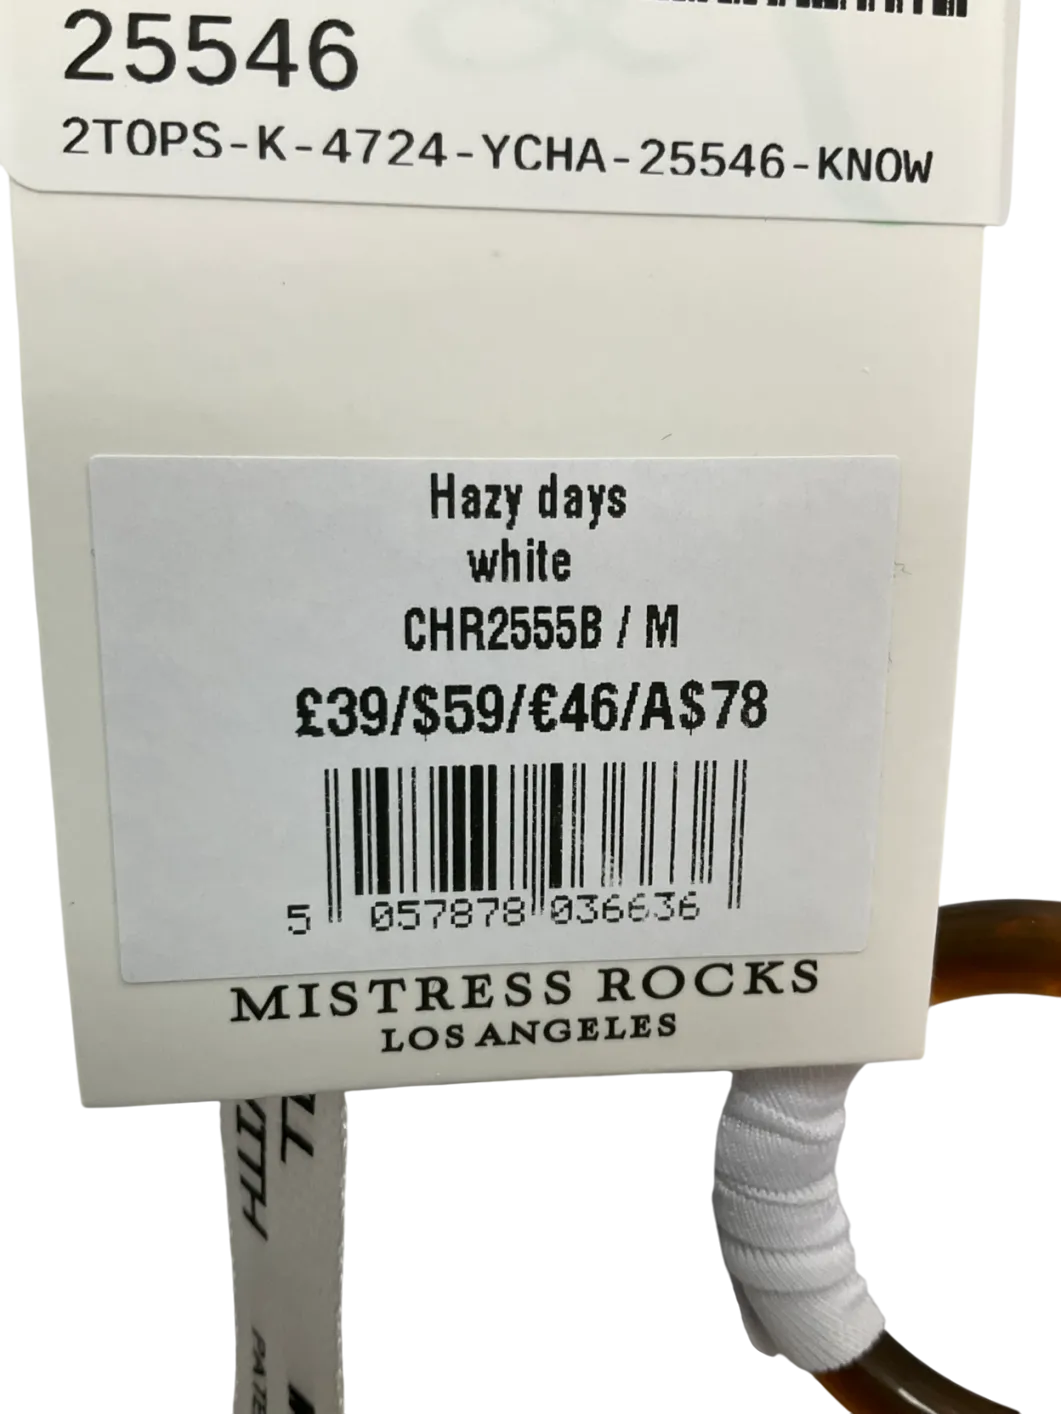 25546
2TOPS-K-4724-YCHA-25546-KNOW
Hazy days
white
CHR2555B / M
£39/$59/€46/A$78
5 057878 036636
MISTRESS ROCKS
LOS ANGELES